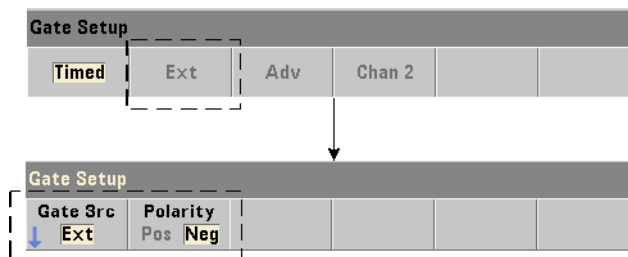 Gate Setup
Timed Ext Adv Chan 2
Gate Setup
Gate Src Polarity
Ext Pos Neg